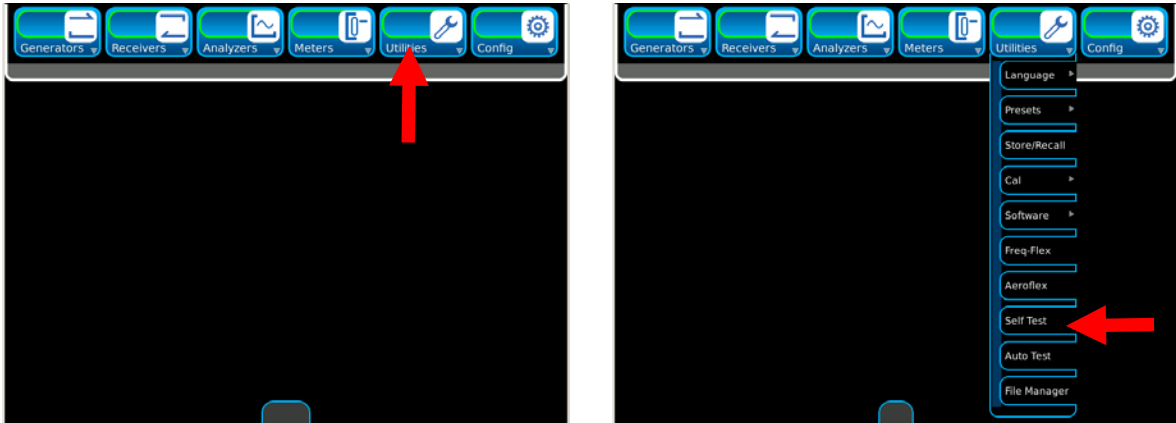 Generators Receivers Analyzers Meters Utilities Config
Generators Receivers Analyzers Meters Utilities Config
Language
Presets
Store/Recall
Cal
Software
Freq-Flex
Aeroflex
Self Test
Auto Test
File Manager